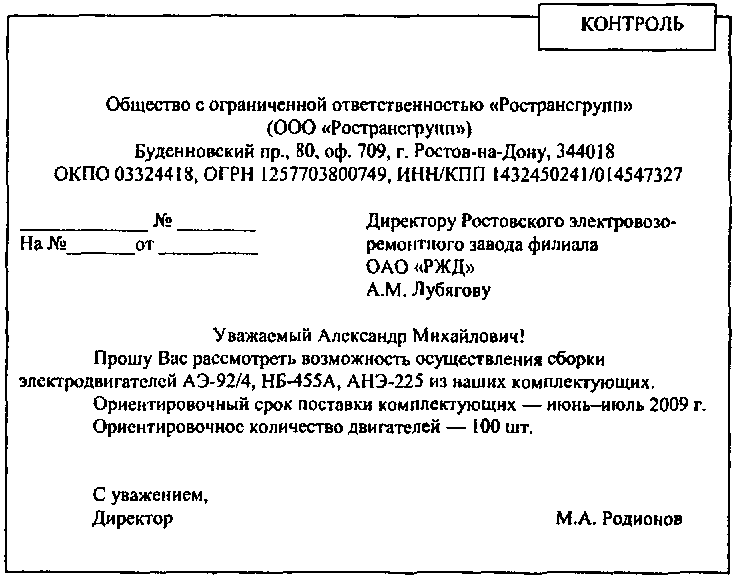 КОНТРОЛЬ
Общество с ограниченной ответственностью «Ространсгрупп»
(ООО «Ространсгрупп»)
Буденновский пр., 80, оф. 709, г. Ростов-на-Дону, 344018
ОКПО 03324418, ОГРН 1257703800749, ИНН/КПП 1432450241/014547327
____________ № ________
На №_______от __________
Директору Ростовского электровозо-
ремонтного завода филиала
ОАО «РЖД»
А.М. Лубягову
Уважаемый Александр Михайлович!
Прошу Вас рассмотреть возможность осуществления сборки
электродвигателей АЭ-92/4, НБ-455А, АНЭ-225 из наших комплектующих.
Ориентировочный срок поставки комплектующих — июнь–июль 2009 г.
Ориентировочное количество двигателей — 100 шт.
С уважением,
Директор М.А. Родионов